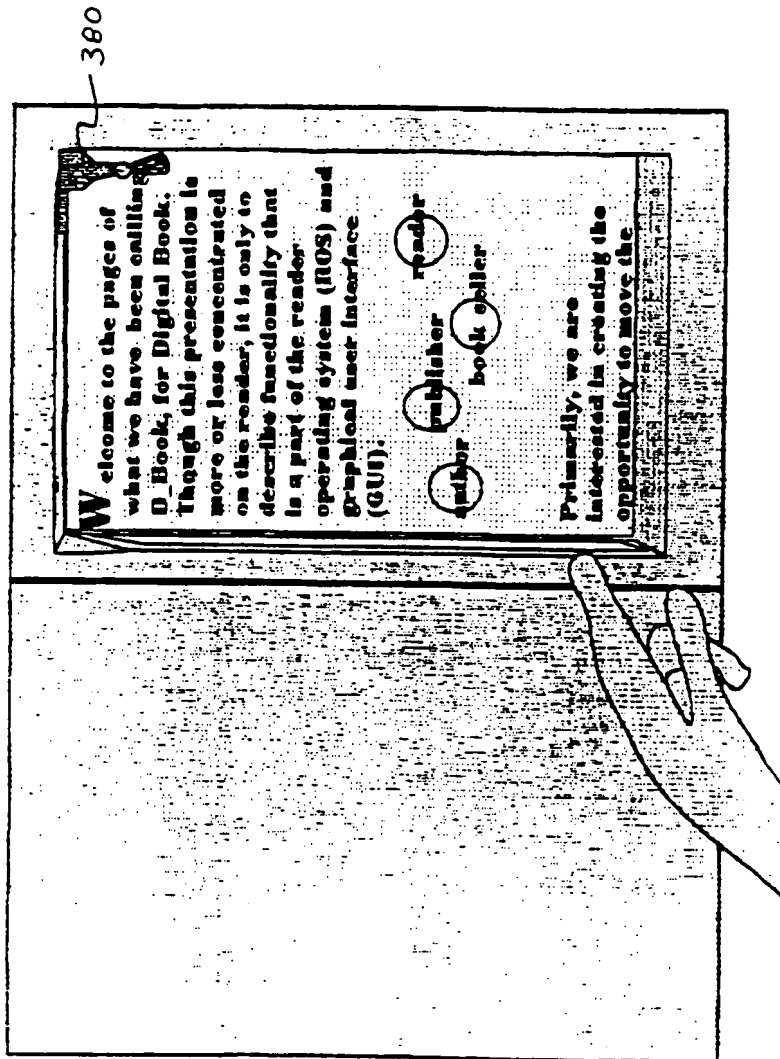 380
Welcome to the pages of
what we have been calling
D_Book, for Digital Book.
Though this presentation is
more or less concentrated
on the reader, it is only to
describe functionality that
is a part of the reader
operating system (ROS) and
graphical user interface
(GUI).
author
publisher
book seller
reader
Primarily, we are
interested in creating the
opportunity to move the